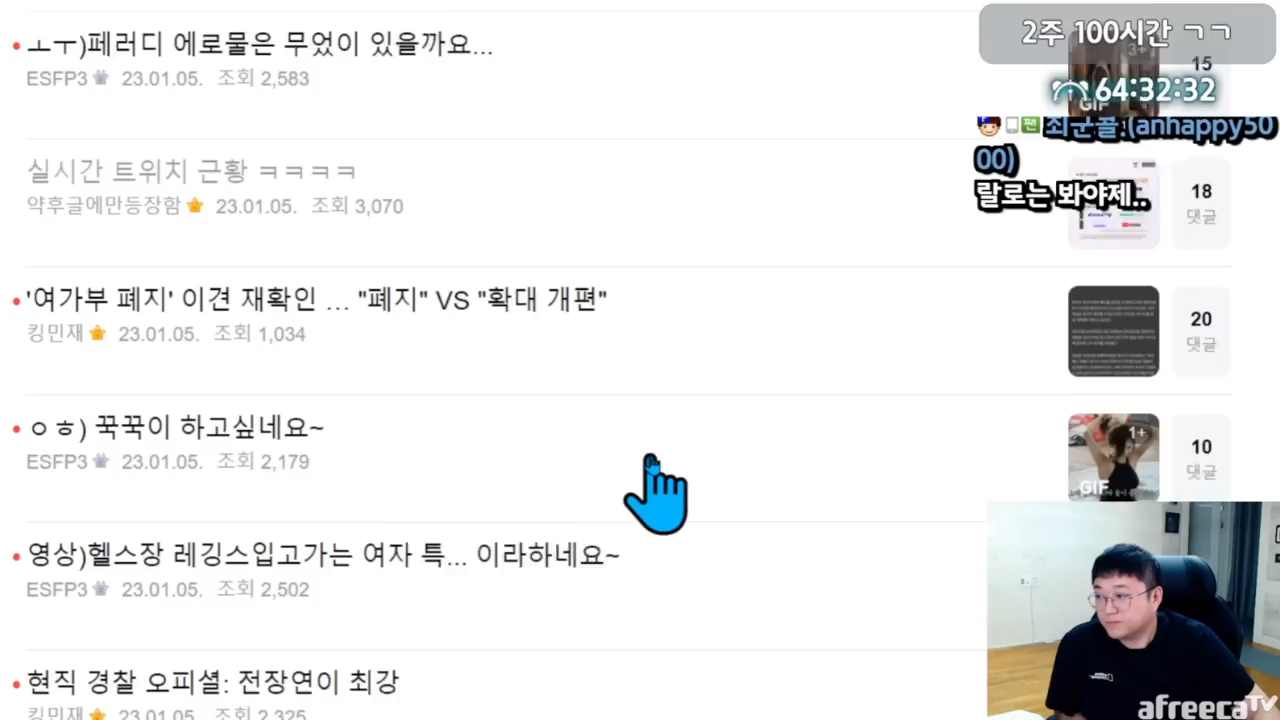 ㅗㅜ)페러디 에로물은 무었이 있을까요...
ESFP3 23.01.05. 조회 2,583
실시간 트위치 근황 ㅋㅋㅋㅋ
약후글에만등장함 23.01.05. 조회 3,070
'여가부 폐지' 이견 재확인 … "폐지" VS "확대 개편"
킹민재 23.01.05. 조회 1,034
ㅇㅎ) 꾹꾹이 하고싶네요~
ESFP3 23.01.05. 조회 2,179
영상)헬스장 레깅스입고가는 여자 특... 이라하네요~
ESFP3 23.01.05. 조회 2,502
현직 경찰 오피셜: 전장연이 최강
킹민재 23.01.05. 조회 2,325
2주 100시간 ㄱㄱ
3+
15
64:32:32
GIF
팬 최군골.(anhappy50
00)
랄로는 봐야제..
18
댓글
20
댓글
1+
GIF
10
댓글
afreecaTV